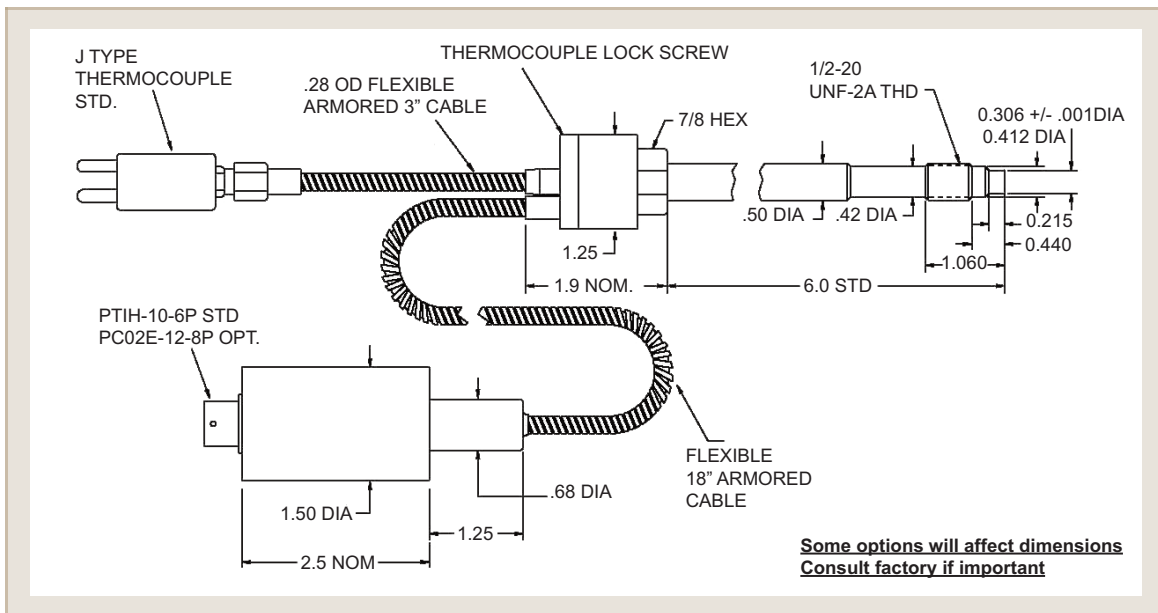 J TYPE
THERMOCOUPLE
STD.
THERMOCOUPLE LOCK SCREW
.28 OD FLEXIBLE
ARMORED 3” CABLE
7/8 HEX
1/2-20
UNF-2A THD
0.306 +/- .001DIA
0.412 DIA
.50 DIA
.42 DIA
0.215
0.440
1.060
1.25
1.9 NOM.
6.0 STD
PTIH-10-6P STD
PC02E-12-8P OPT.
FLEXIBLE
18” ARMORED
CABLE
.68 DIA
1.50 DIA
1.25
2.5 NOM
Some options will affect dimensions
Consult factory if important